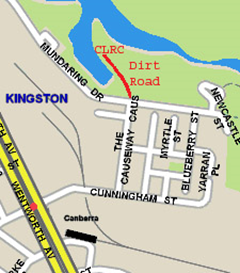 CLRC
Dirt
Road
MUNDARING DR
KINGSTON
THE
CAUSEWAY CAUS
MYRTLE
ST
BLUEBERRY ST
NEWCASTLE
ST
YARRAN
PL
CUNNINGHAM ST
WENTWORTH AV
Canberra